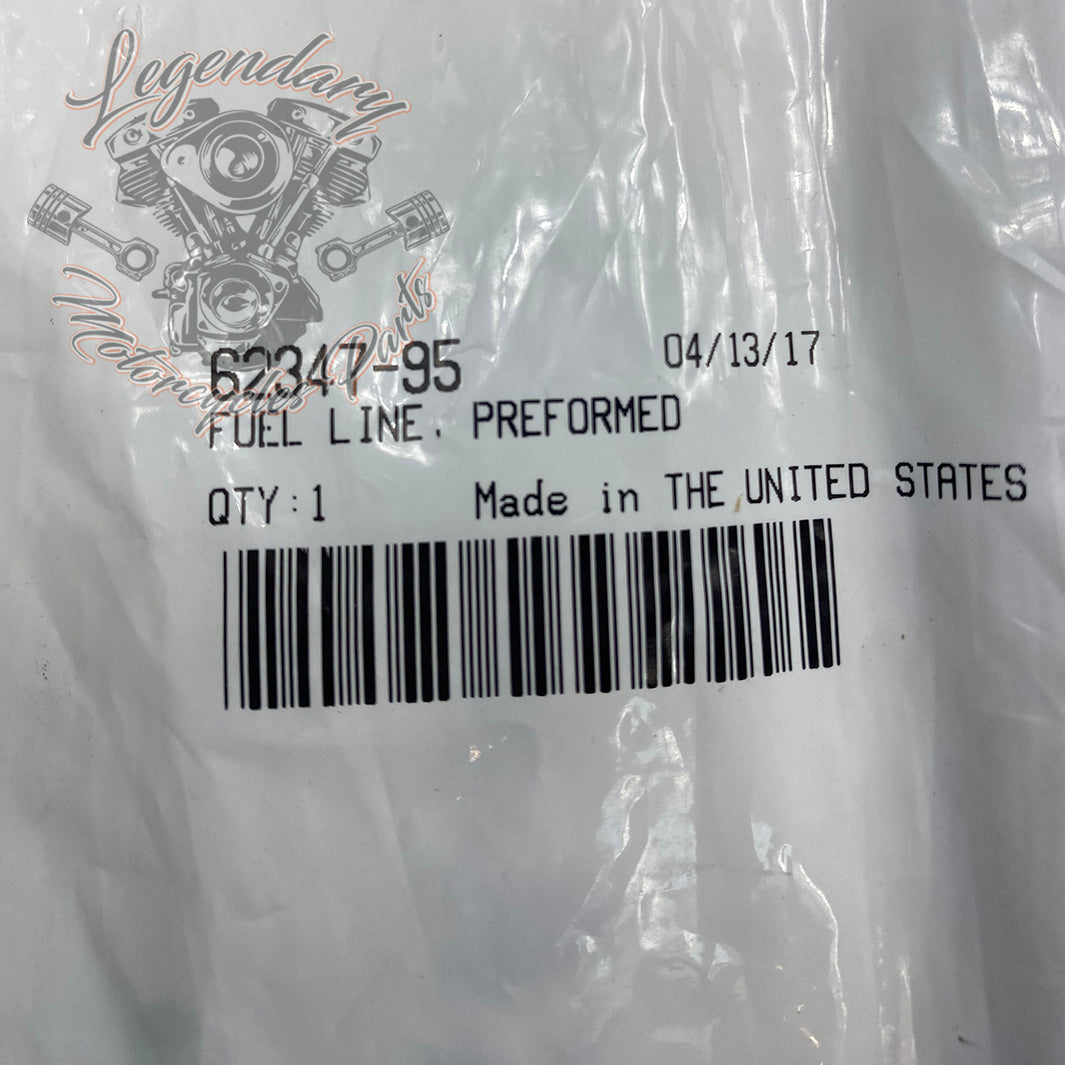 Legendary
Motorcycles Parts
62347-95 04/13/17
FUEL LINE, PREFORMED
QTY:1 Made in THE UNITED STATES